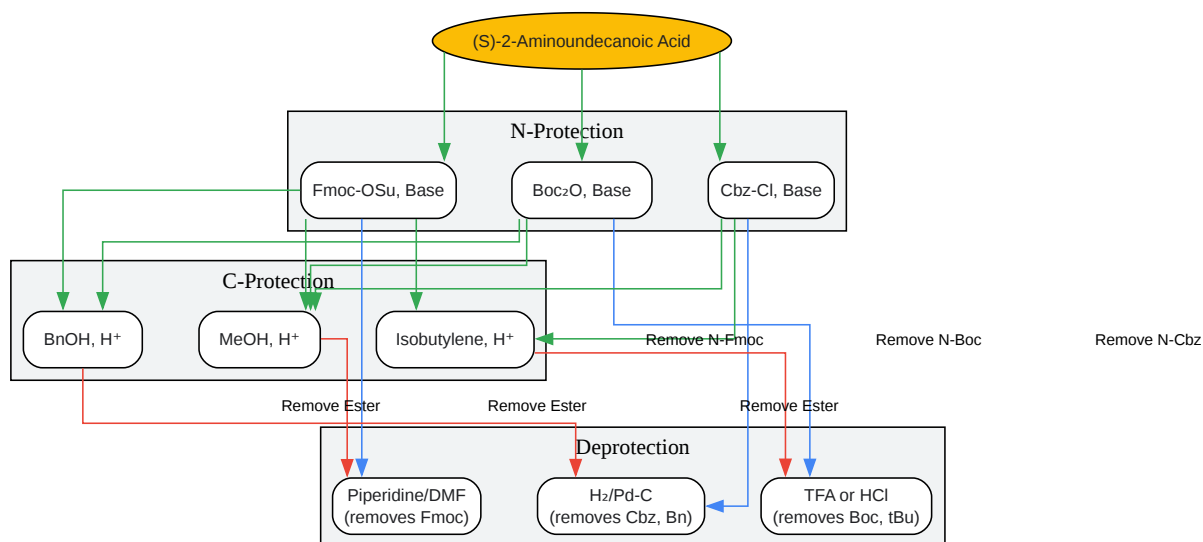 (S)-2-Aminoundecanoic Acid
N-Protection
Fmoc-OSu, Base
Boc₂O, Base
Cbz-Cl, Base
C-Protection
BnOH, H⁺
MeOH, H⁺
Isobutylene, H⁺
Remove N-Fmoc
Remove N-Boc
Remove N-Cbz
Remove Ester
Remove Ester
Remove Ester
Deprotection
Piperidine/DMF
(removes Fmoc)
H₂/Pd-C
(removes Cbz, Bn)
TFA or HCl
(removes Boc, tBu)